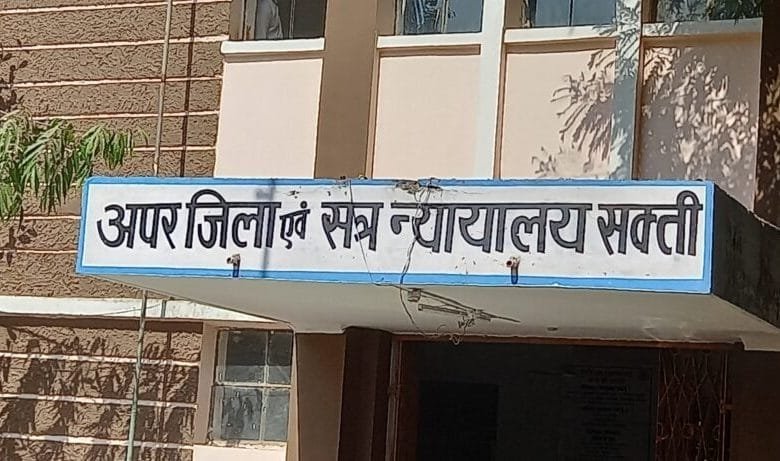 अपर जिला एवं सत्र न्यायालय सक्ती